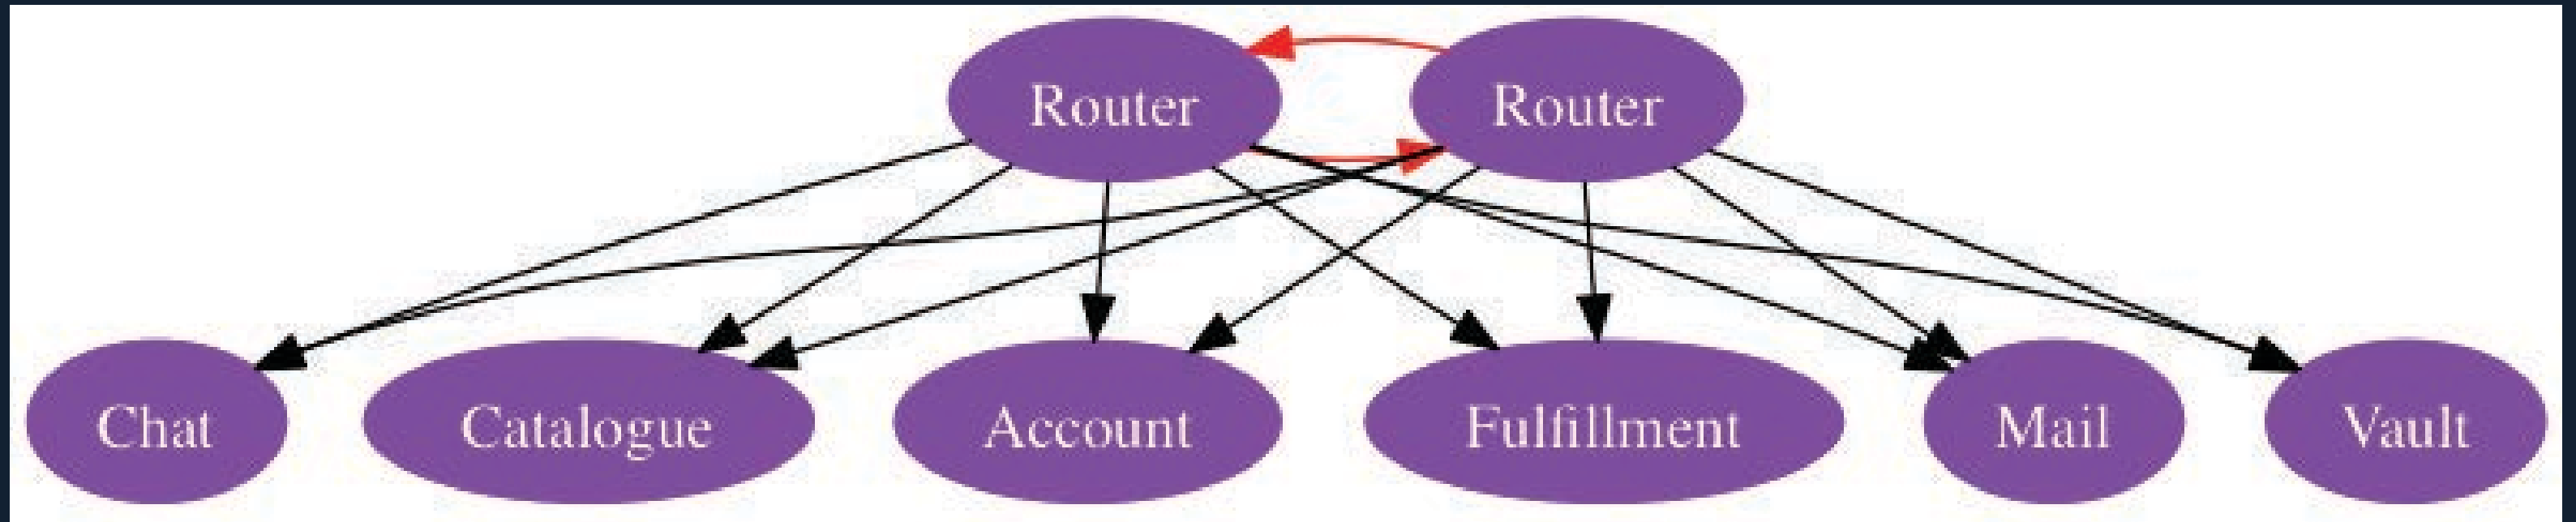 Router
Router
Chat
Catalogue
Account
Fulfillment
Mail
Vault